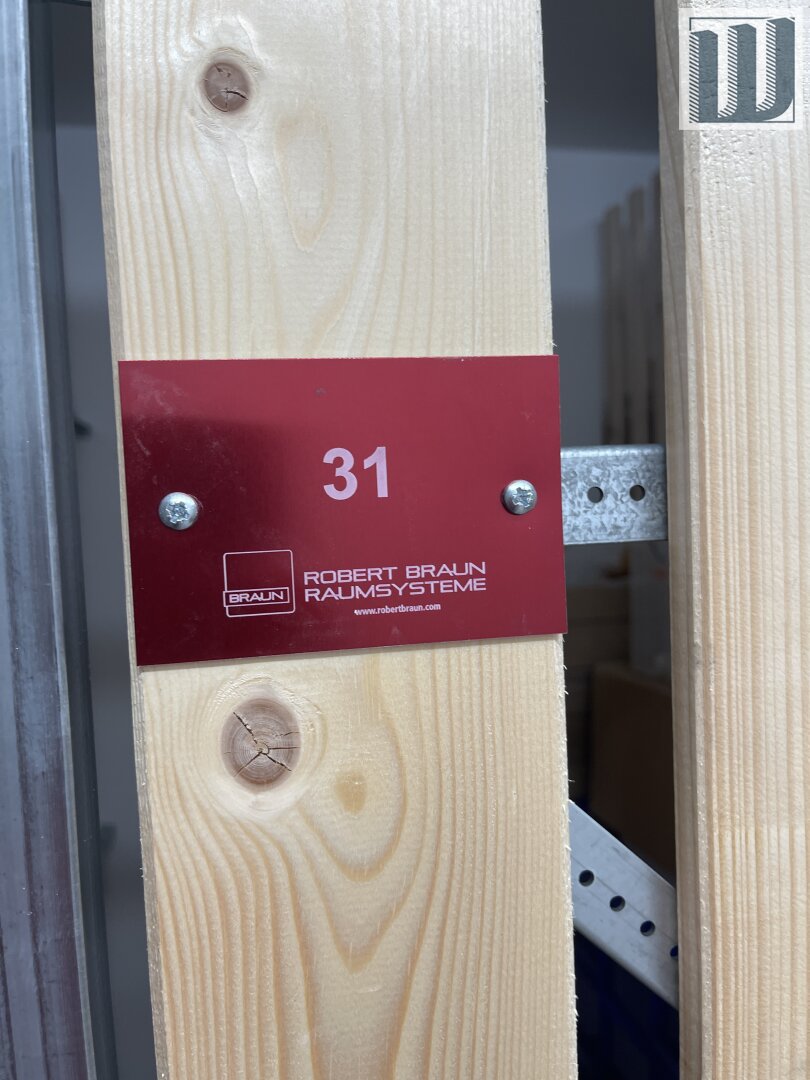 W
31
BRAUN
ROBERT BRAUN
RAUMSYSTEME
www.robertbraun.com